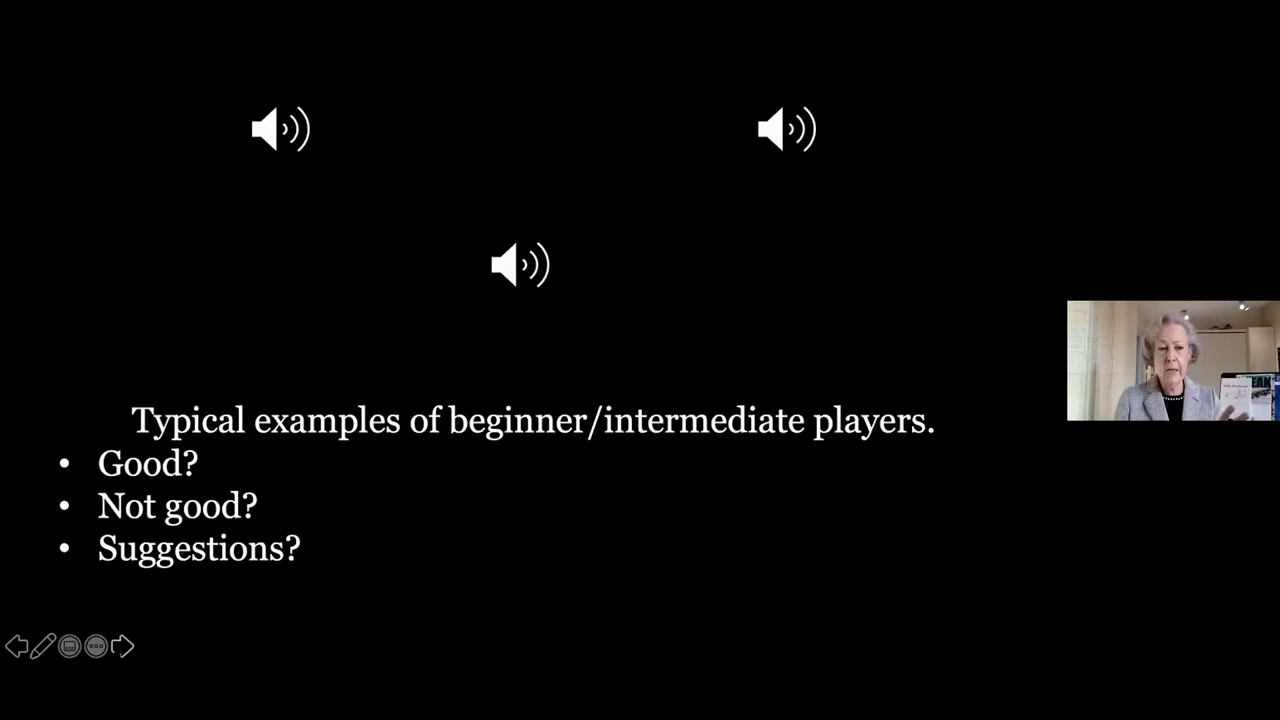 Typical examples of beginner/intermediate players.
• Good?
• Not good?
• Suggestions?